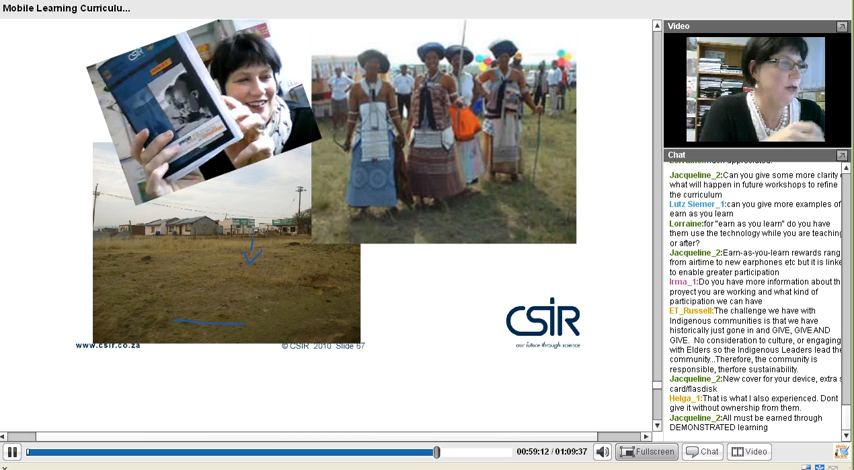 Mobile Learning Curriculu...
Video
CSIR
our future through science
www.csir.co.za
© CSIR 2010 Slide 67
Chat
Jacqueline_2:Can you give some more clarity
what will happen in future workshops to refine
the curriculum
Lutz Siemer_1:can you give more examples of
earn as you learn
Lorraine:for "earn as you learn" do you have
them use the technology while you are teaching
or after?
Jacqueline_2:Earn-as-you-learn rewards rang
from airtime to new earphones etc but it is linke
to enable greater participation
Irma_1:Do you have more information about th
proyect you are working and what kind of
participation we can have
ET_Russell:The challenge we have with
Indigenous communities is that we have
historically just gone in and GIVE, GIVE AND
GIVE. No consideration to culture, or engaging
with Elders so the Indigenous Leaders lead the
community...Therefore, the community is
responsible, therfore sustainability.
Jacqueline_2:New cover for your device, extra s
card/flasdisk
Helga_1:That is what I also experienced. Dont
give it without ownership from them.
Jacqueline_2:All must be earned through
DEMONSTRATED learning
00:59:12 / 01:09:37
Fullscreen
Chat
Video